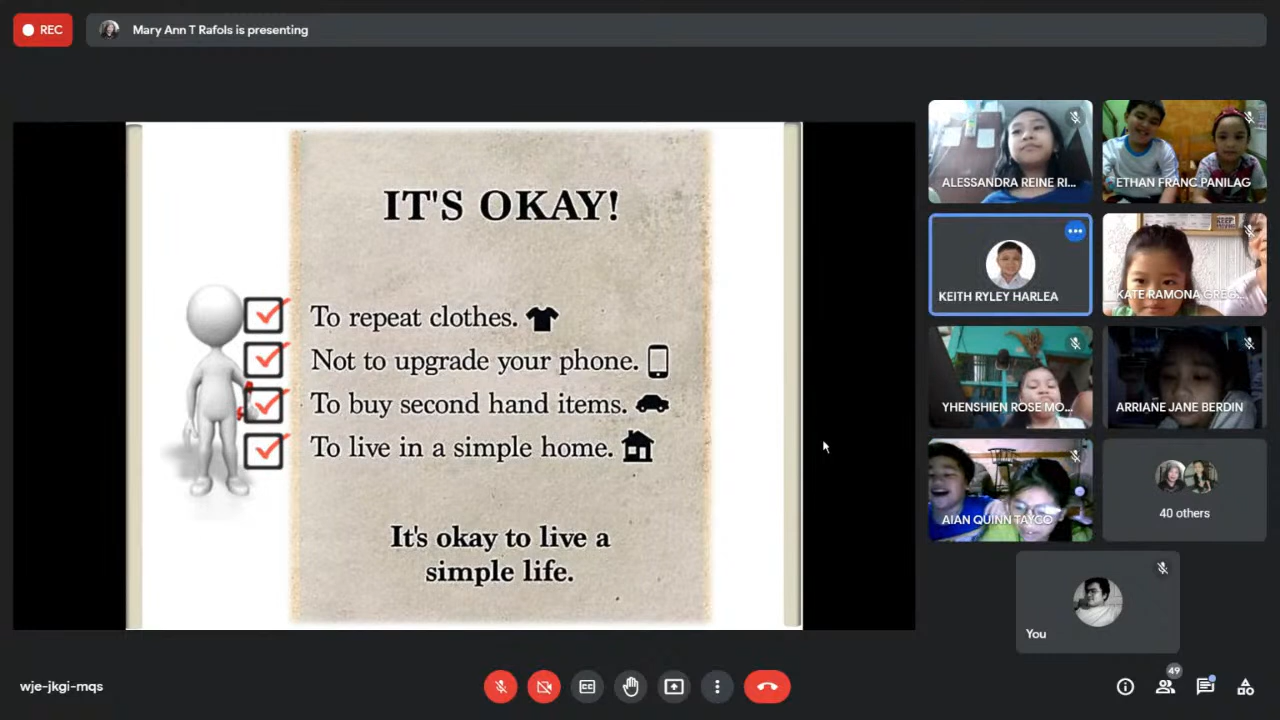 REC
Mary Ann T Rafols is presenting
IT'S OKAY!
To repeat clothes.
Not to upgrade your phone.
To buy second hand items.
To live in a simple home.
It's okay to live a
simple life.
ALESSANDRA REINE RI...
ETHAN FRANC PANILAG
KEITH RYLEY HARLEA
KATE RAMONA GREG...
YHENSHIEN ROSE MO...
ARRIANE JANE BERDIN
AIAN QUINN TAYCO
40 others
You
wje-jkgi-mqs
49